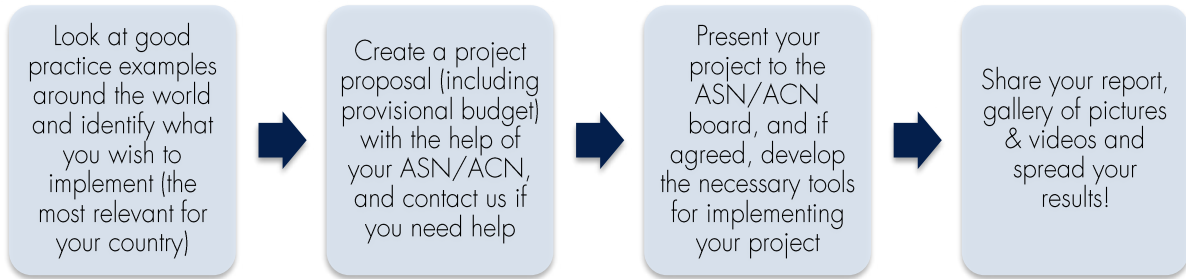 Look at good
practice examples
around the world
and identify what
you wish to
implement (the
most relevant for
your country)
Create a project
proposal (including
provisional budget)
with the help of
your ASN/ACN,
and contact us if
you need help
Present your
project to the
ASN/ACN
board, and if
agreed, develop
the necessary tools
for implementing
your project
Share your report,
gallery of pictures
& videos and
spread your
results!